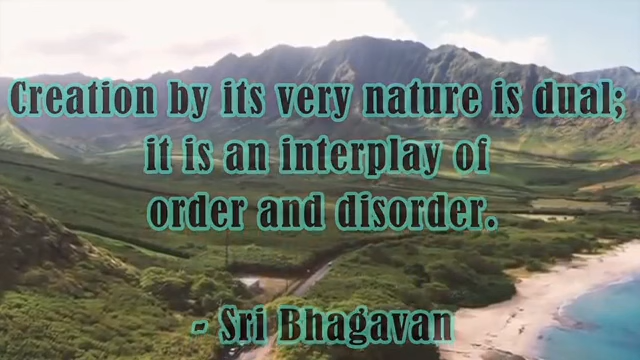 Creation by its very nature is dual;
it is an interplay of
order and disorder.
- Sri Bhagavan